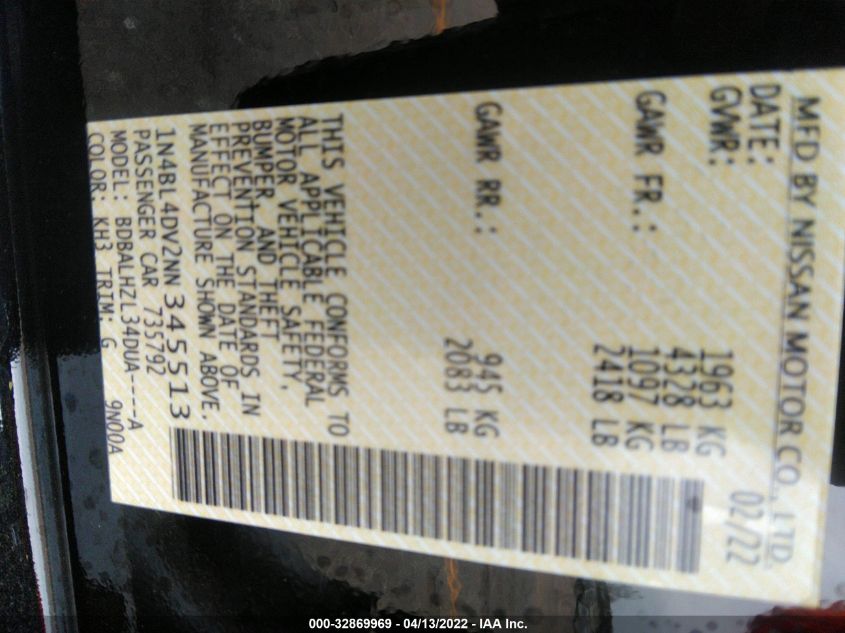 MFD BY NISSAN MOTOR CO., LTD.
DATE: 02/22
GVWR: 1963 KG
4328 LB
GAWR FR.: 1097 KG
2418 LB
GAWR RR.: 945 KG
2083 LB
THIS VEHICLE CONFORMS TO
ALL APPLICABLE FEDERAL
MOTOR VEHICLE SAFETY,
BUMPER, AND THEFT
PREVENTION STANDARDS IN
EFFECT ON THE DATE OF
MANUFACTURE SHOWN ABOVE.
1N4BL4DV2NN345513
PASSENGER CAR 735792
MODEL: BDBALHZL34DUA----A
COLOR: KH3 TRIM: G 9N00A
000-32869969 - 04/13/2022 - IAA Inc.